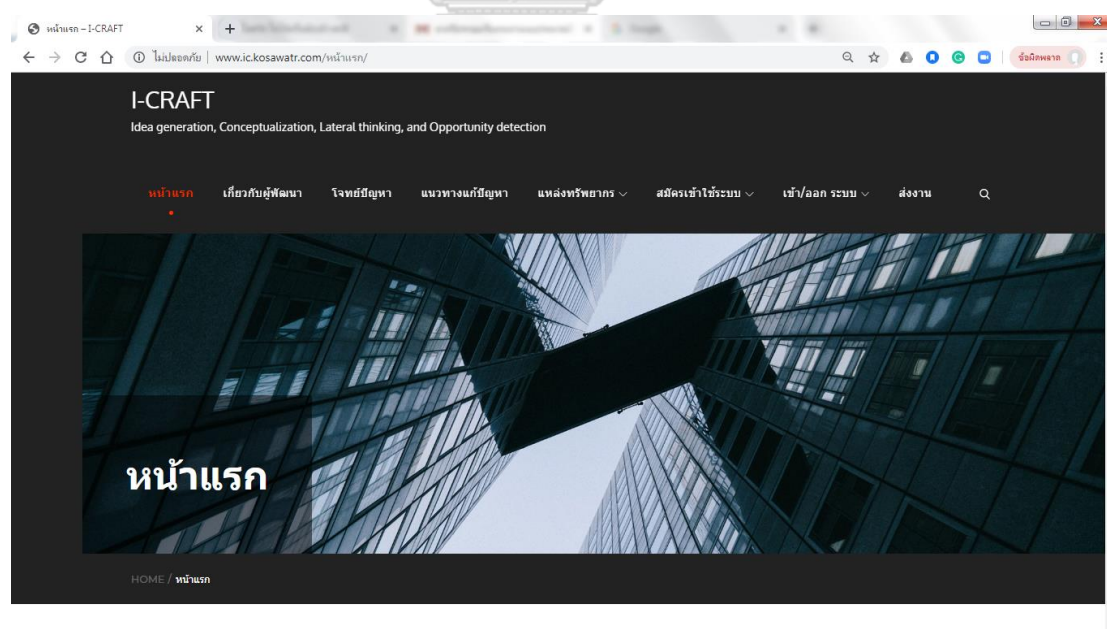 หน้าแรก – I-CRAFT
ไม่ปลอดภัย | www.ic.kosawatr.com/หน้าแรก/
ข้อผิดพลาด
I-CRAFT
Idea generation, Conceptualization, Lateral thinking, and Opportunity detection
หน้าแรก เกี่ยวกับผู้พัฒนา โจทย์ปัญหา แนวทางแก้ปัญหา แหล่งทรัพยากร สมัครเข้าใช้ระบบ เข้า/ออก ระบบ ส่งงาน
หน้าแรก
HOME / หน้าแรก